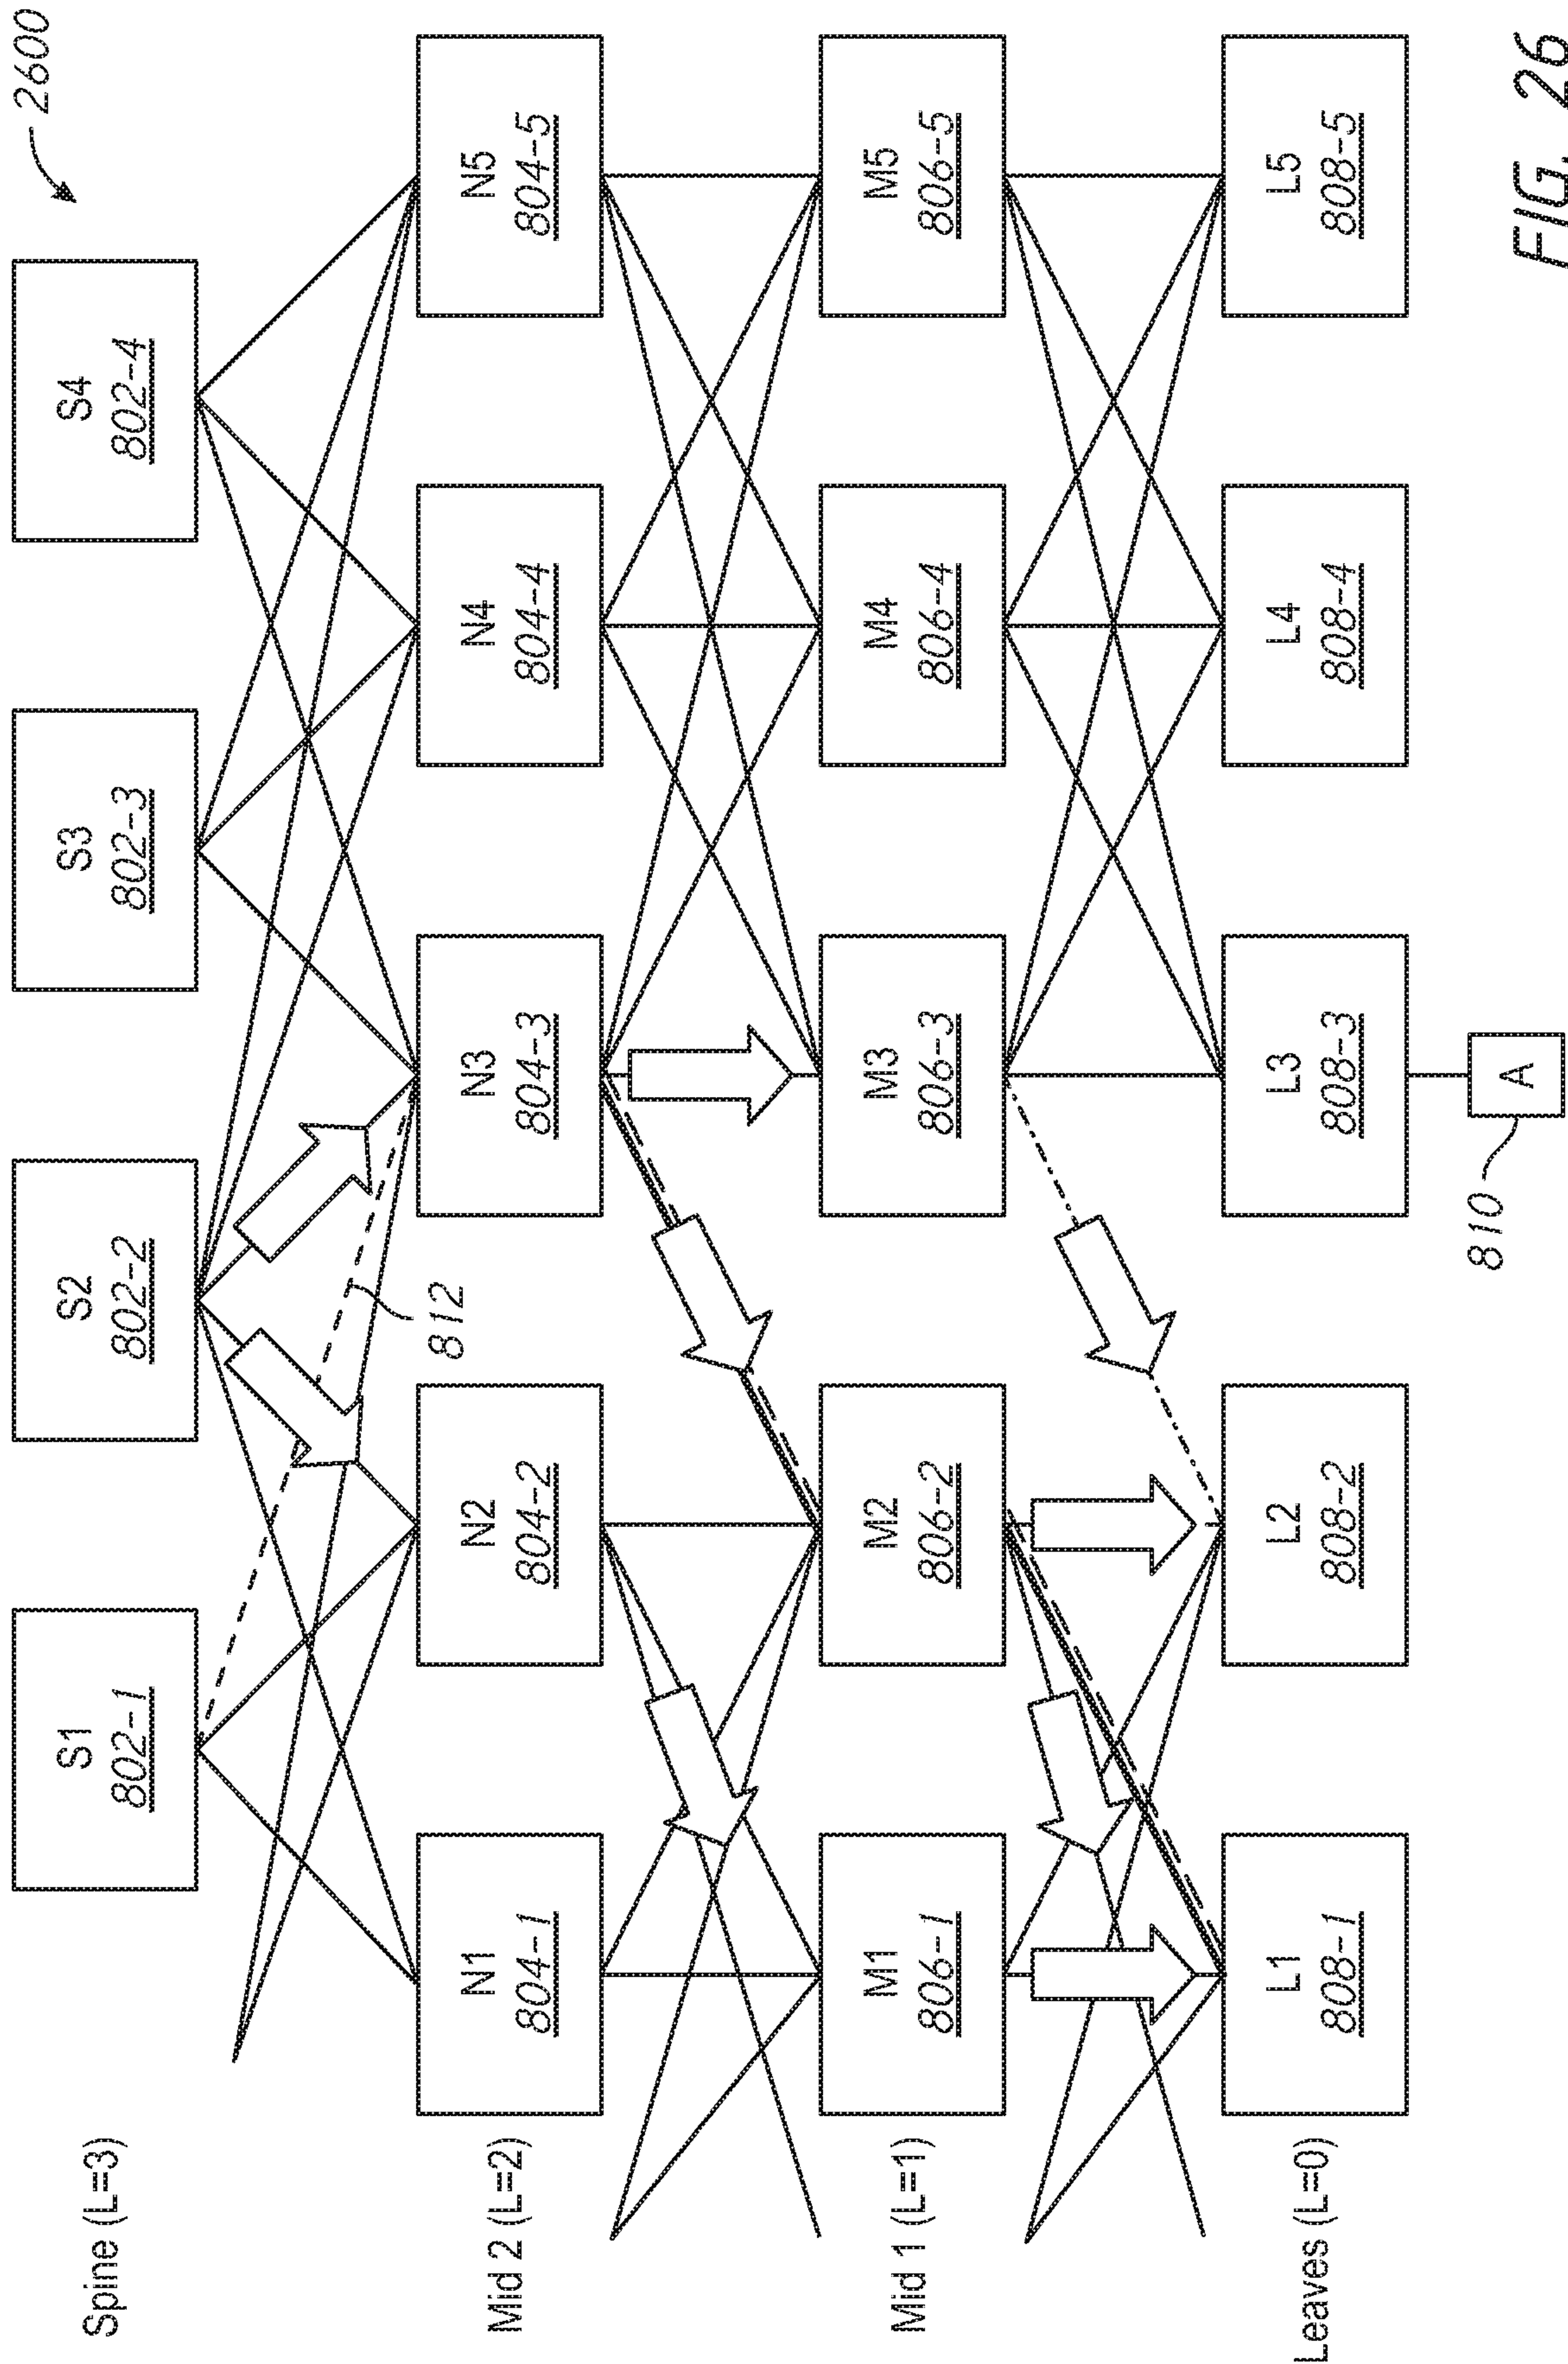 2600
Spine (L=3)
S1
802-1
S2
802-2
S3
802-3
S4
802-4
812
Mid 2 (L=2)
N1
804-1
N2
804-2
N3
804-3
N4
804-4
N5
804-5
Mid 1 (L=1)
M1
806-1
M2
806-2
M3
806-3
M4
806-4
M5
806-5
Leaves (L=0)
L1
808-1
L2
808-2
L3
808-3
L4
808-4
L5
808-5
810
A
FIG. 26